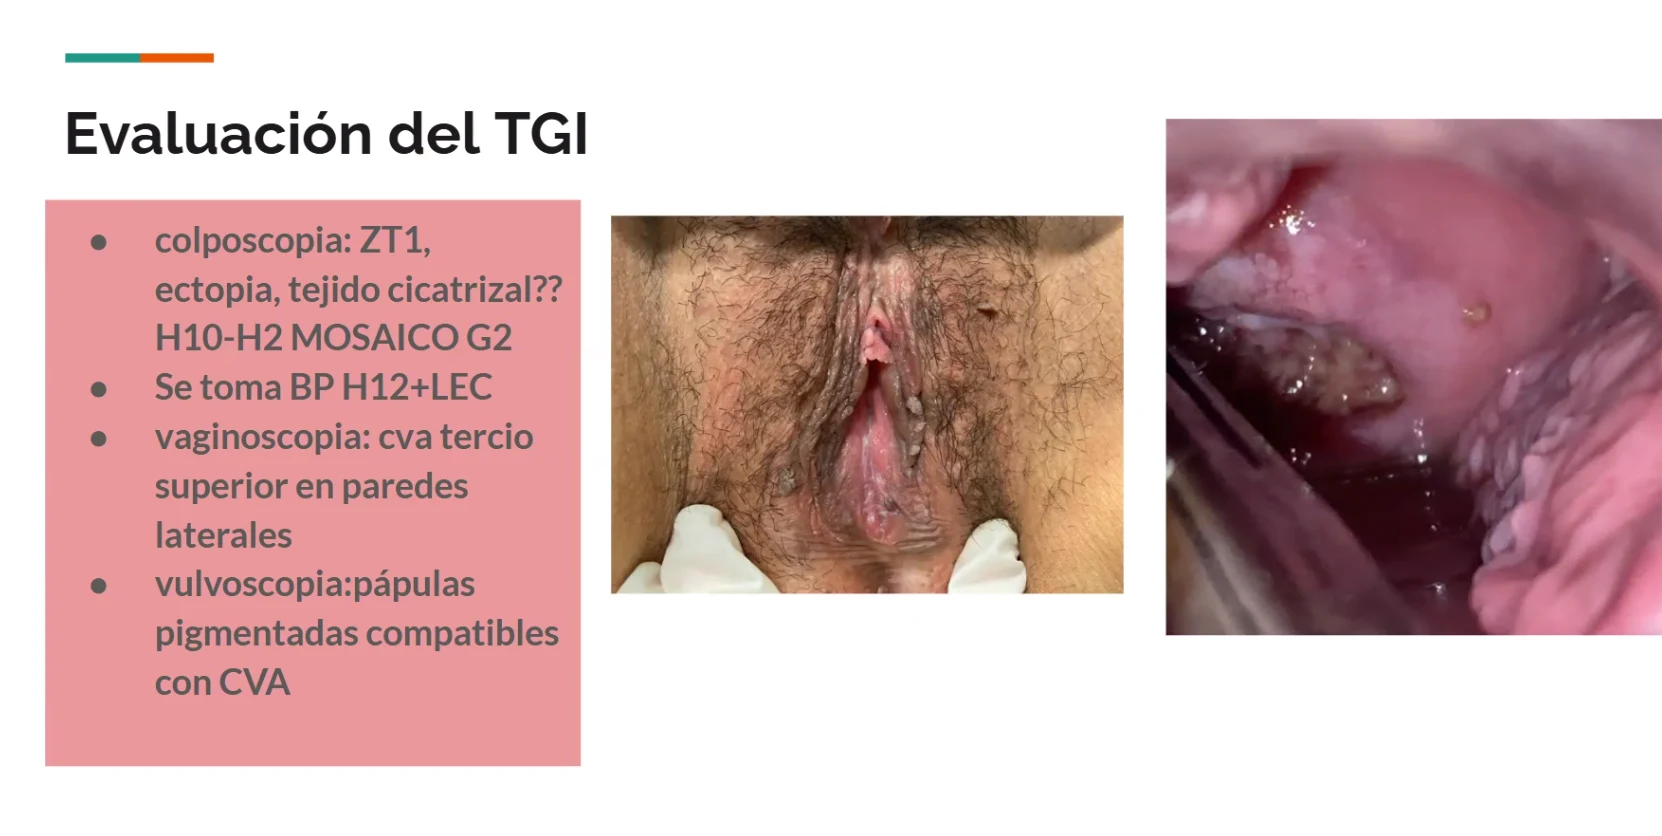 Evaluación del TGI
● colposcopia: ZT1,
ectopia, tejido cicatrizal??
H10-H2 MOSAICO G2
● Se toma BP H12+LEC
● vaginoscopia: cva tercio
superior en paredes
laterales
● vulvoscopia:pápulas
pigmentadas compatibles
con CVA